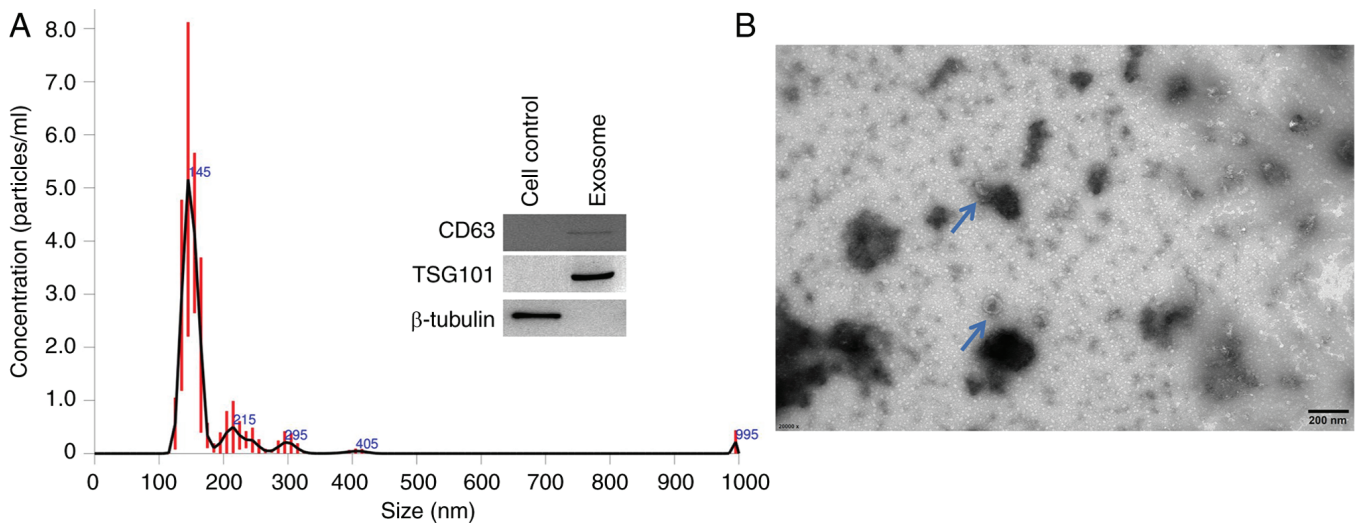 A
B
8.0
7.0
6.0
5.0
4.0
3.0
2.0
1.0
0
Concentration (particles/ml)
145
215
295
405
995
Cell control
Exosome
CD63
TSG101
β-tubulin
0 100 200 300 400 500 600 700 800 900 1000
Size (nm)
20000 x
200 nm